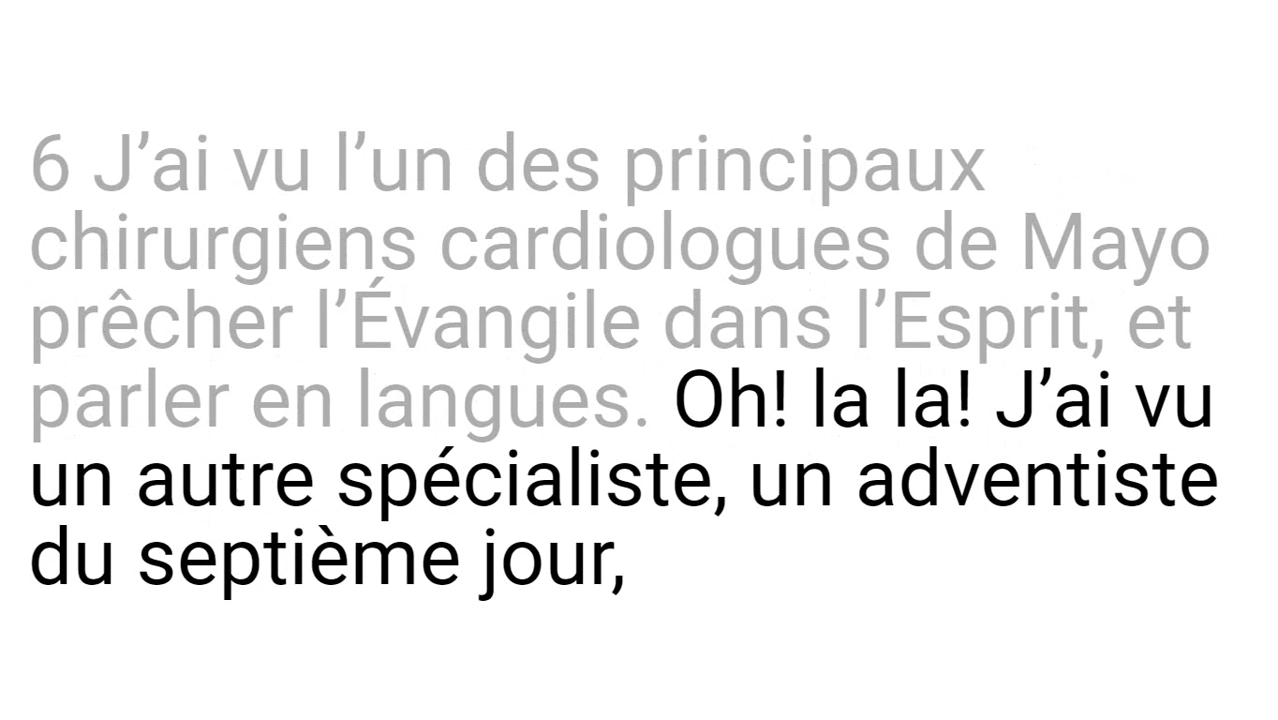 6 J’ai vu l’un des principaux
chirurgiens cardiologues de Mayo
prêcher l’Évangile dans l’Esprit, et
parler en langues. Oh! la la! J’ai vu
un autre spécialiste, un adventiste
du septième jour,